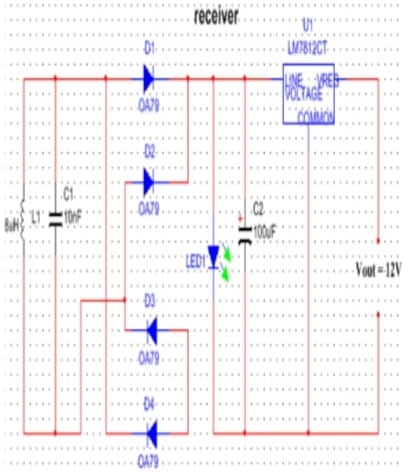 receiver
U1
LM7812CT
D1
LINE VREG
VOLTAGE
COMMON
OA79
D2
OA79
C1
10nF
L1
8uH
C2
100uF
LED1
Vout = 12V
D3
OA79
D4
OA79